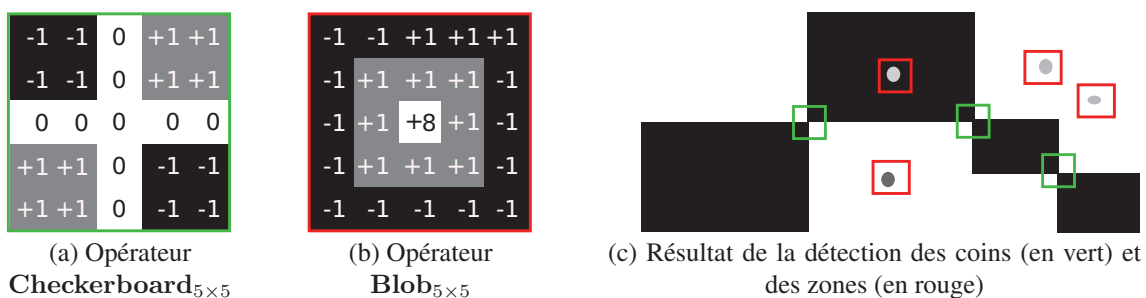 -1 -1 0 +1 +1
-1 -1 0 +1 +1
0 0 0 0 0
+1 +1 0 -1 -1
+1 +1 0 -1 -1
-1 -1 +1 +1 +1
-1 +1 +1 +1 -1
-1 +1 +8 +1 -1
-1 +1 +1 +1 -1
-1 -1 -1 -1 -1
(a) Opérateur
Checkerboard5×5
(b) Opérateur
Blob5×5
(c) Résultat de la détection des coins (en vert) et
des zones (en rouge)